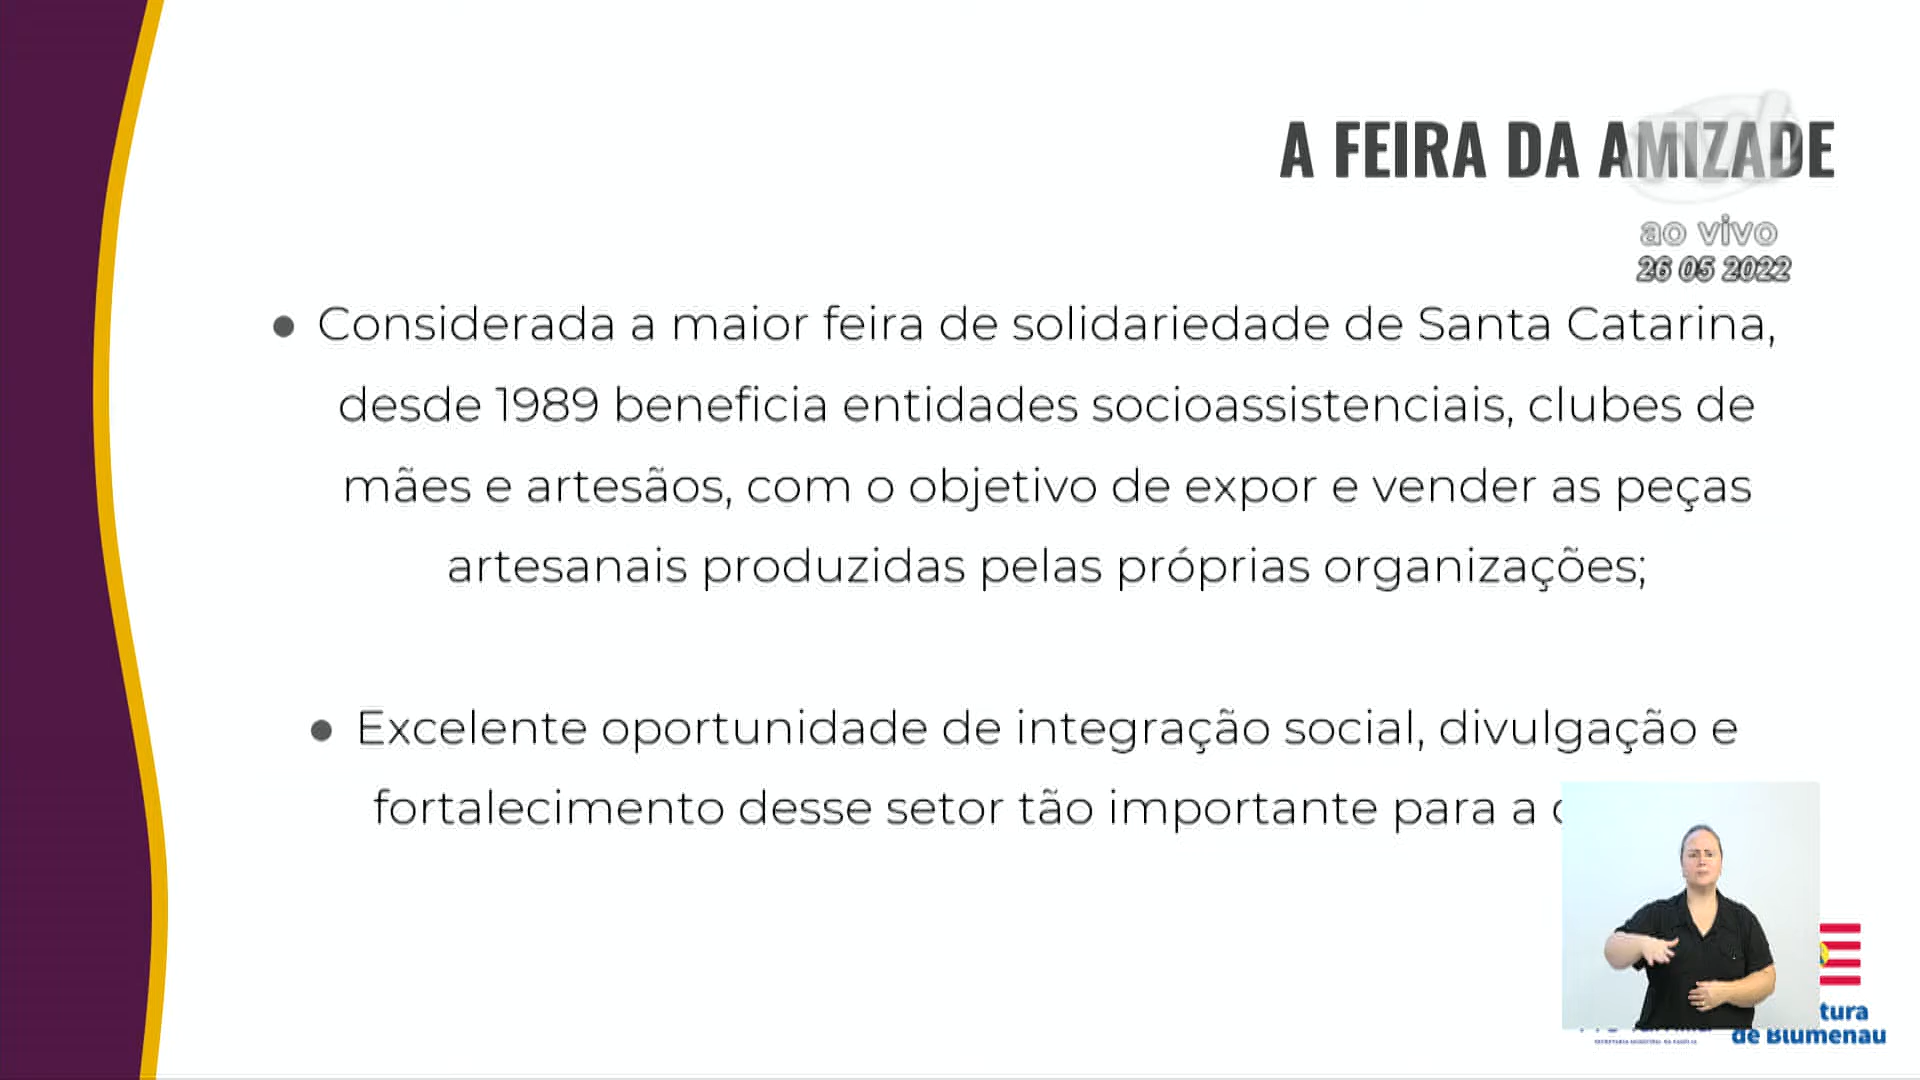 A FEIRA DA AMIZADE
ao vivo
26 05 2022
● Considerada a maior feira de solidariedade de Santa Catarina,
desde 1989 beneficia entidades socioassistenciais, clubes de
mães e artesãos, com o objetivo de expor e vender as peças
artesanais produzidas pelas próprias organizações;
● Excelente oportunidade de integração social, divulgação e
fortalecimento desse setor tão importante para a
tura
de Blumenau